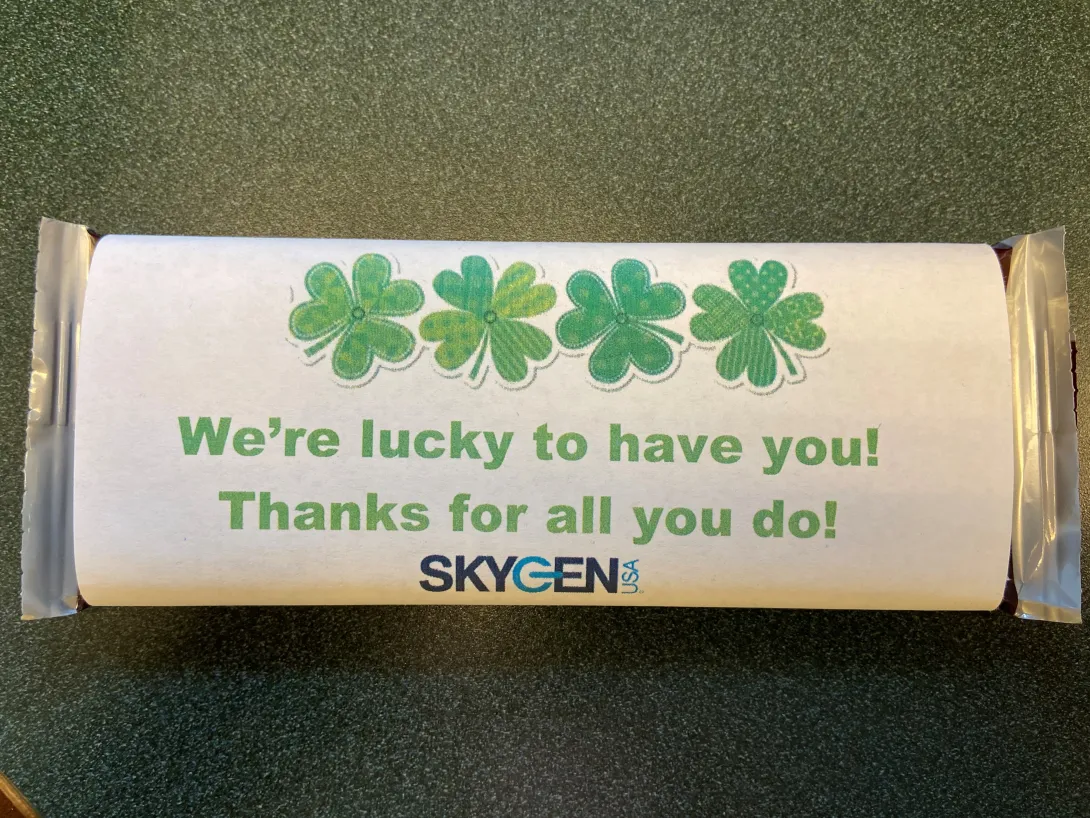 We’re lucky to have you!
Thanks for all you do!
SKYGEN USA